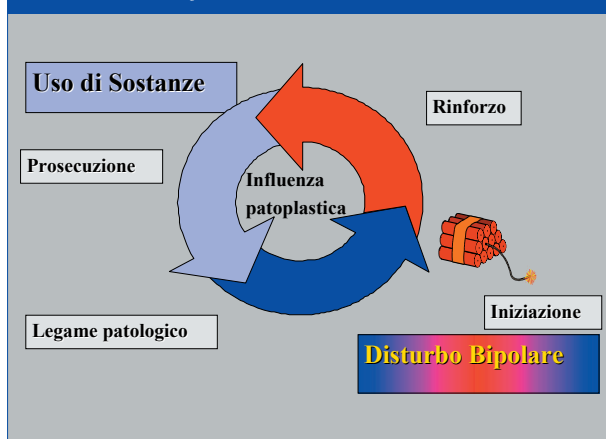 Uso di Sostanze
Rinforzo
Prosecuzione
Influenza
patoplastica
Iniziazione
Legame patologico
Disturbo Bipolare